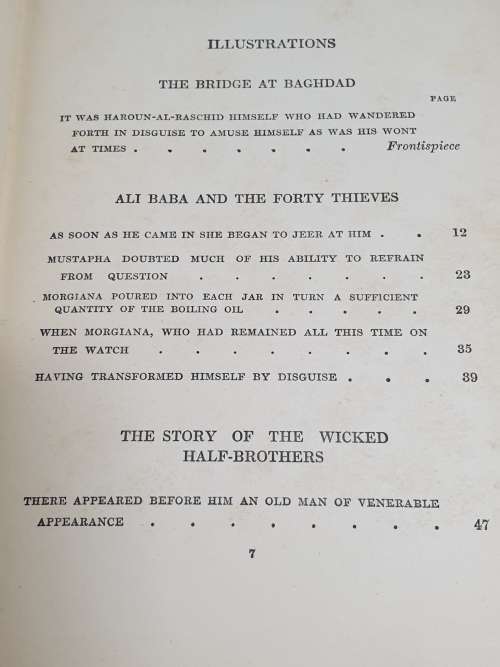 ILLUSTRATIONS
THE BRIDGE AT BAGHDAD
PAGE
IT WAS HAROUN-AL-RASCHID HIMSELF WHO HAD WANDERED
FORTH IN DISGUISE TO AMUSE HIMSELF AS WAS HIS WONT
AT TIMES . . . . . . . Frontispiece
ALI BABA AND THE FORTY THIEVES
AS SOON AS HE CAME IN SHE BEGAN TO JEER AT HIM . . 12
MUSTAPHA DOUBTED MUCH OF HIS ABILITY TO REFRAIN
FROM QUESTION . . . . . . . 23
MORGIANA POURED INTO EACH JAR IN TURN A SUFFICIENT
QUANTITY OF THE BOILING OIL . . . . . 29
WHEN MORGIANA, WHO HAD REMAINED ALL THIS TIME ON
THE WATCH . . . . . . . . 35
HAVING TRANSFORMED HIMSELF BY DISGUISE . . . 39
THE STORY OF THE WICKED
HALF-BROTHERS
THERE APPEARED BEFORE HIM AN OLD MAN OF VENERABLE
APPEARANCE . . . . . . . . 47
7